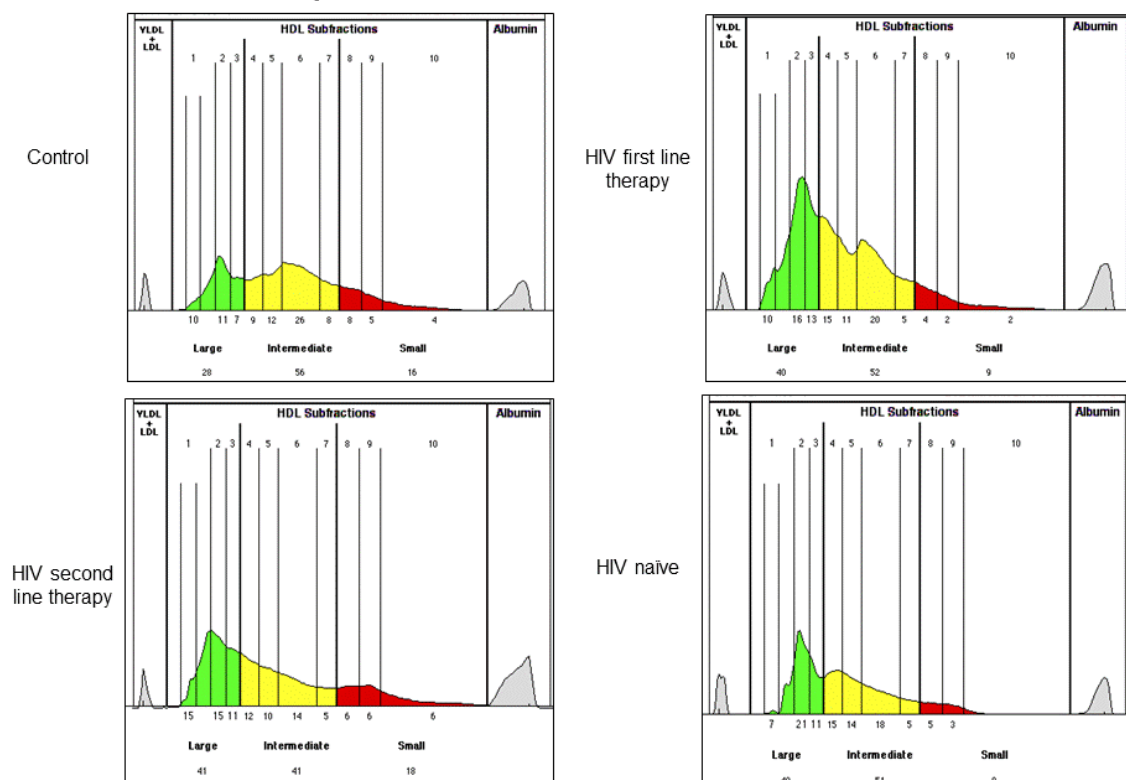 Control
YLDL
+
LDL
HDL Subfractions
Albumin
1 2 3 4 5 6 7 8 9 10
10 11 7 9 12 26 8 8 5 4
Large Intermediate Small
28 56 16
HIV first line
therapy
YLDL
+
LDL
HDL Subfractions
Albumin
1 2 3 4 5 6 7 8 9 10
10 16 13 15 11 20 5 4 2 2
Large Intermediate Small
40 52 9
HIV second
line therapy
YLDL
+
LDL
HDL Subfractions
Albumin
1 2 3 4 5 6 7 8 9 10
15 15 11 12 10 14 5 6 6 6
Large Intermediate Small
41 41 18
HIV naïve
YLDL
+
LDL
HDL Subfractions
Albumin
1 2 3 4 5 6 7 8 9 10
7 21 11 15 14 18 5 5 3
Large Intermediate Small